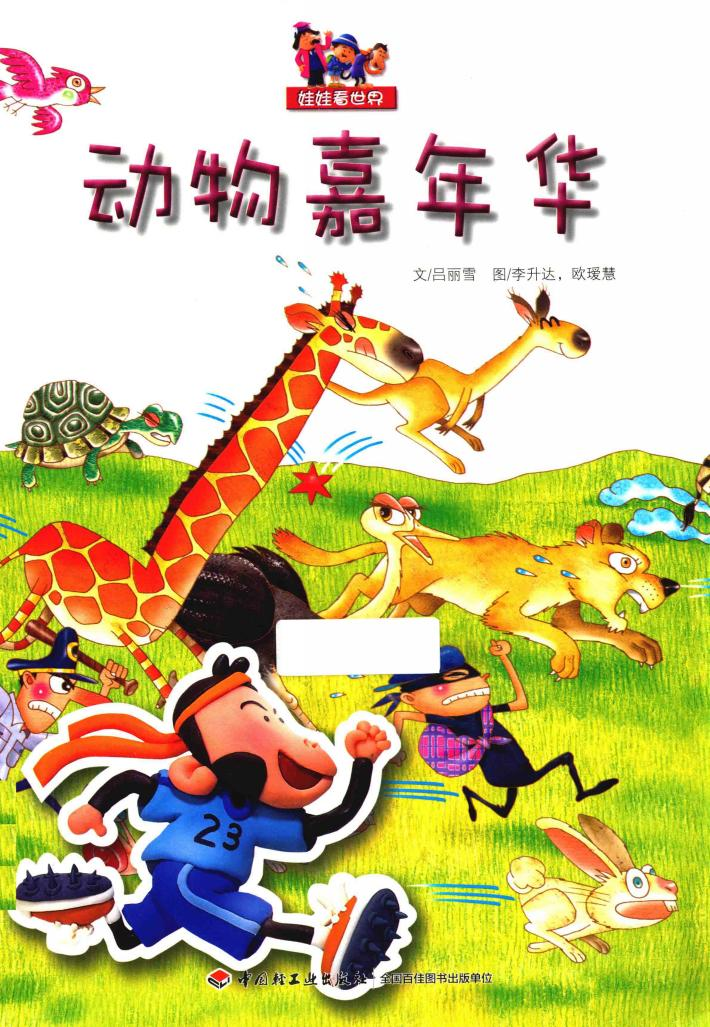 娃娃看世界
动物嘉年华
文/吕丽雪 图/李升达，欧瑷慧
23
中国轻工业出版社 全国百佳图书出版单位